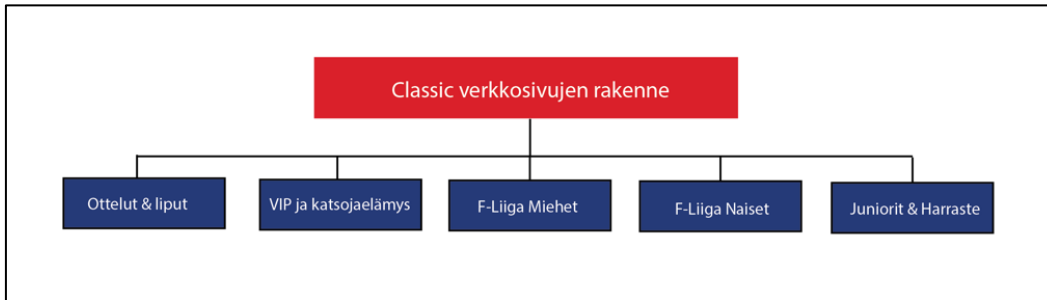 Classic verkkosivujen rakenne
Ottelut & liput
VIP ja katsojaelämys
F-Liiga Miehet
F-Liiga Naiset
Juniorit & Harraste